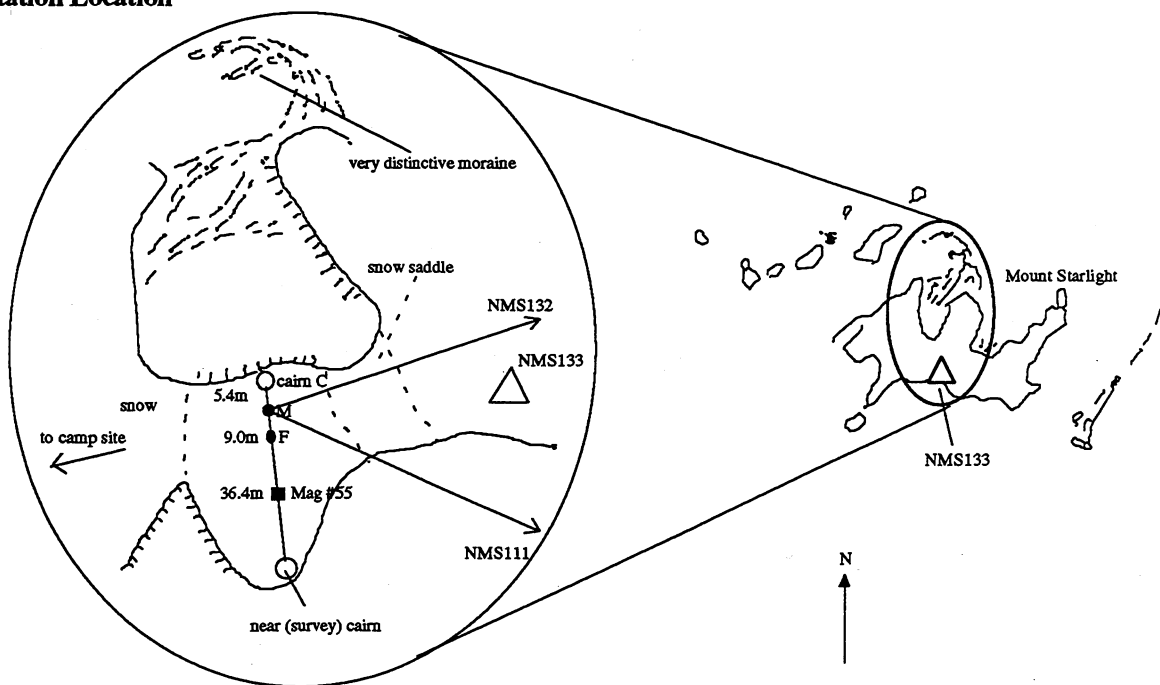 ation Location
very distinctive moraine
snow saddle
NMS132
NMS133
cairn C
5.4m
M
snow
9.0m
F
to camp site
36.4m
Mag #55
NMS111
near (survey) cairn
Mount Starlight
NMS133
N